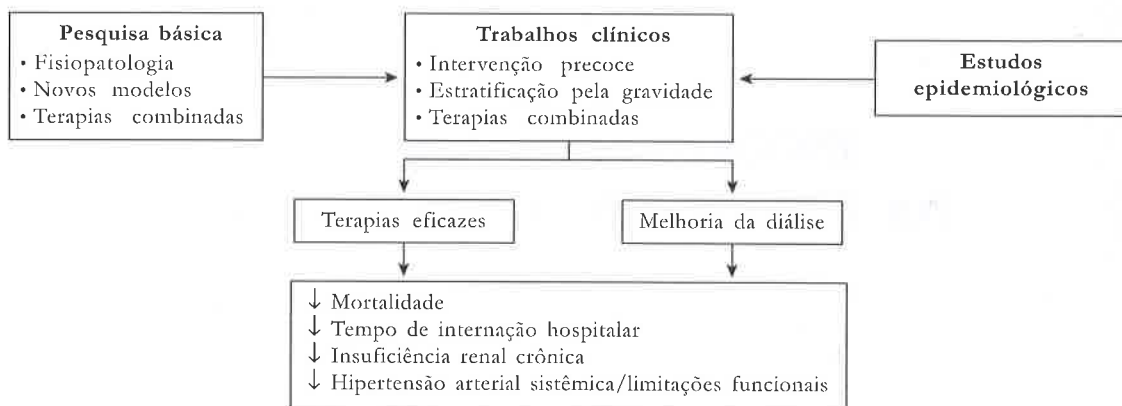 Pesquisa básica
• Fisiopatologia
• Novos modelos
• Terapias combinadas
Trabalhos clínicos
• Intervenção precoce
• Estratificação pela gravidade
• Terapias combinadas
Estudos
epidemiológicos
Terapias eficazes
Melhoria da diálise
↓ Mortalidade
↓ Tempo de internação hospitalar
↓ Insuficiência renal crônica
↓ Hipertensão arterial sistêmica/limitações funcionais